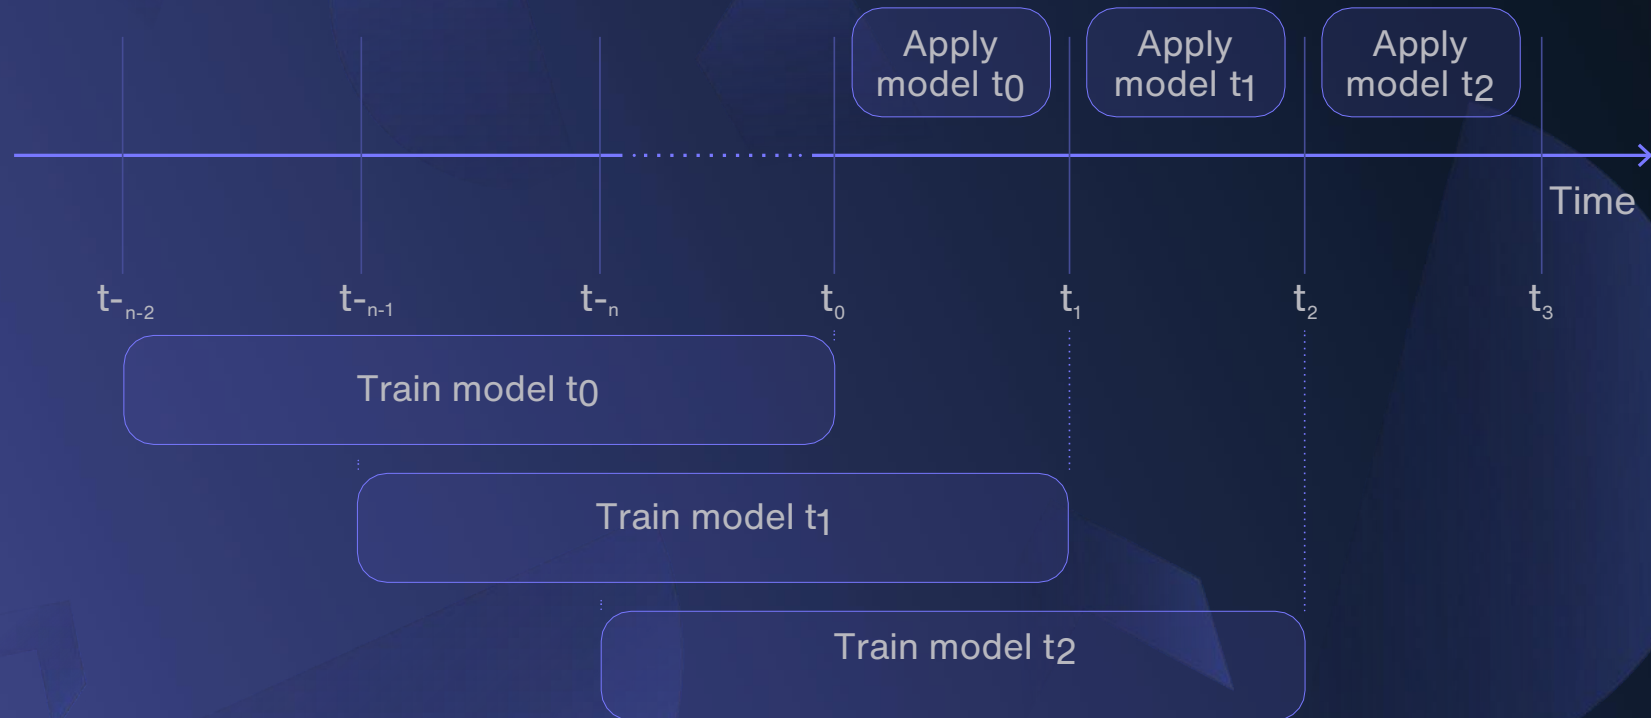 Apply
model t0
Apply
model t1
Apply
model t2
Time
t-n-2
t-n-1
t-n
t0
t1
t2
t3
Train model t0
Train model t1
Train model t2